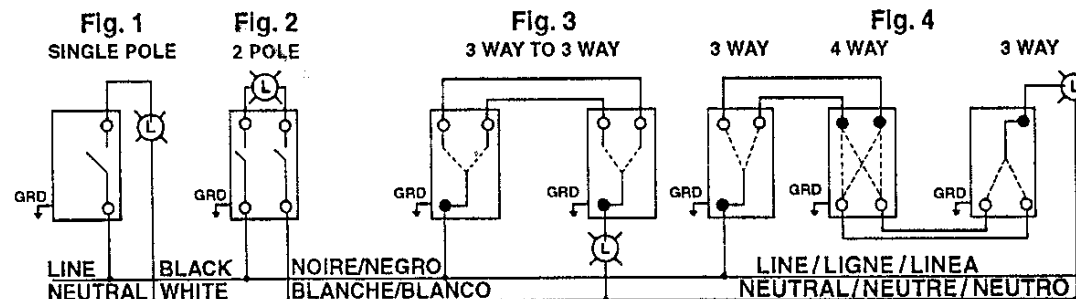 Fig. 1
SINGLE POLE
Fig. 2
2 POLE
Fig. 3
3 WAY TO 3 WAY
Fig. 4
3 WAY
4 WAY
3 WAY
L
L
L
L
GRD
GRD
GRD
GRD
GRD
GRD
GRD
LINE BLACK NOIRE/NEGRO LINE/LIGNE/LINEA
NEUTRAL WHITE BLANCHE/BLANCO NEUTRAL/NEUTRE/NEUTRO